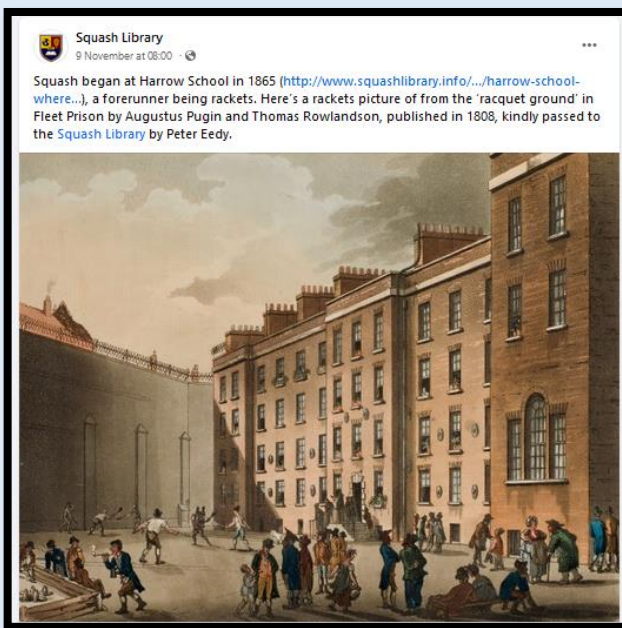 Squash Library
9 November at 08:00 ·
Squash began at Harrow School in 1865 (http://www.squashlibrary.info/.../harrow-school-
where...), a forerunner being rackets. Here's a rackets picture of from the 'racquet ground' in
Fleet Prison by Augustus Pugin and Thomas Rowlandson, published in 1808, kindly passed to
the Squash Library by Peter Eedy.